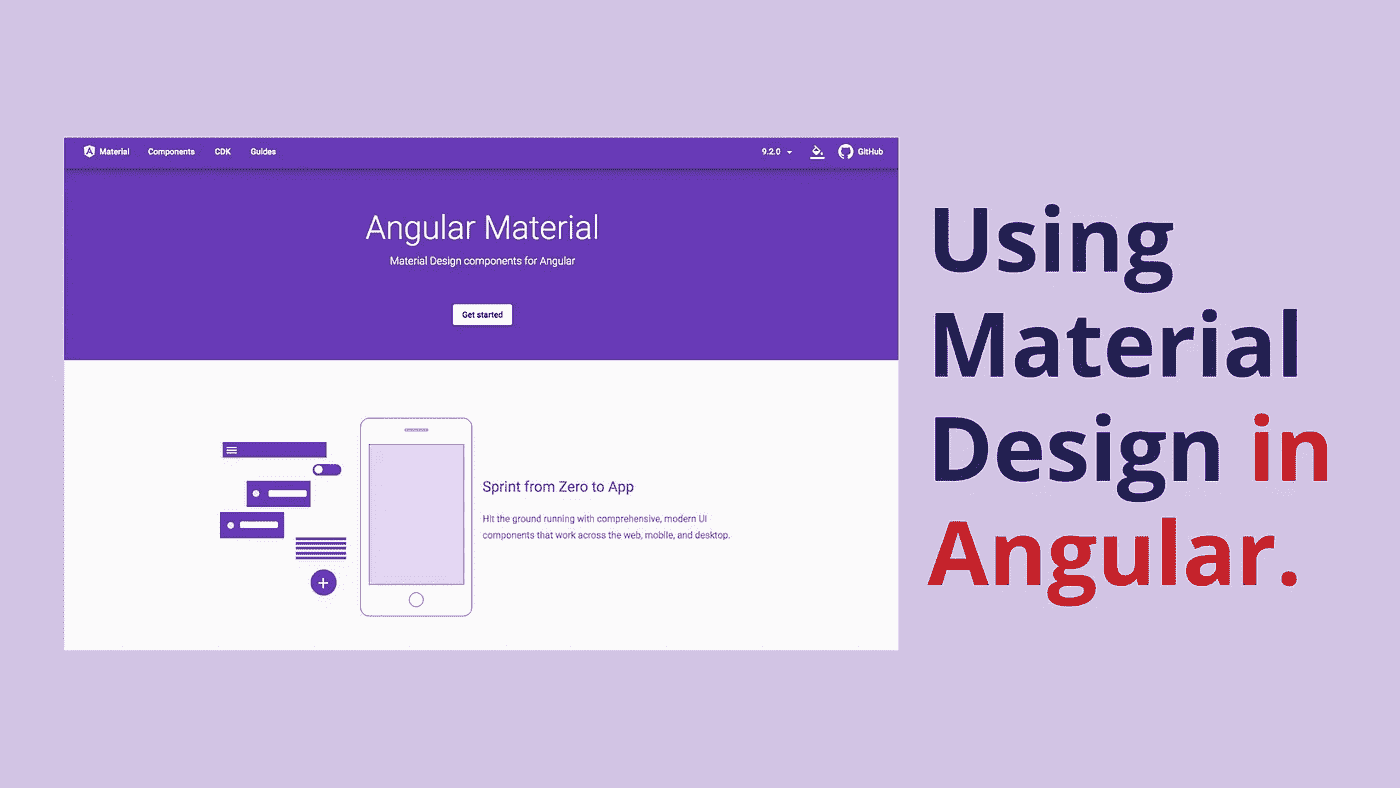 Material Components CDK Guides 9.2.0 GitHub
Angular Material
Material Design components for Angular
Get started
Sprint from Zero to App
Hit the ground running with comprehensive, modern UI
components that work across the web, mobile, and desktop.
Using
Material
Design in
Angular.